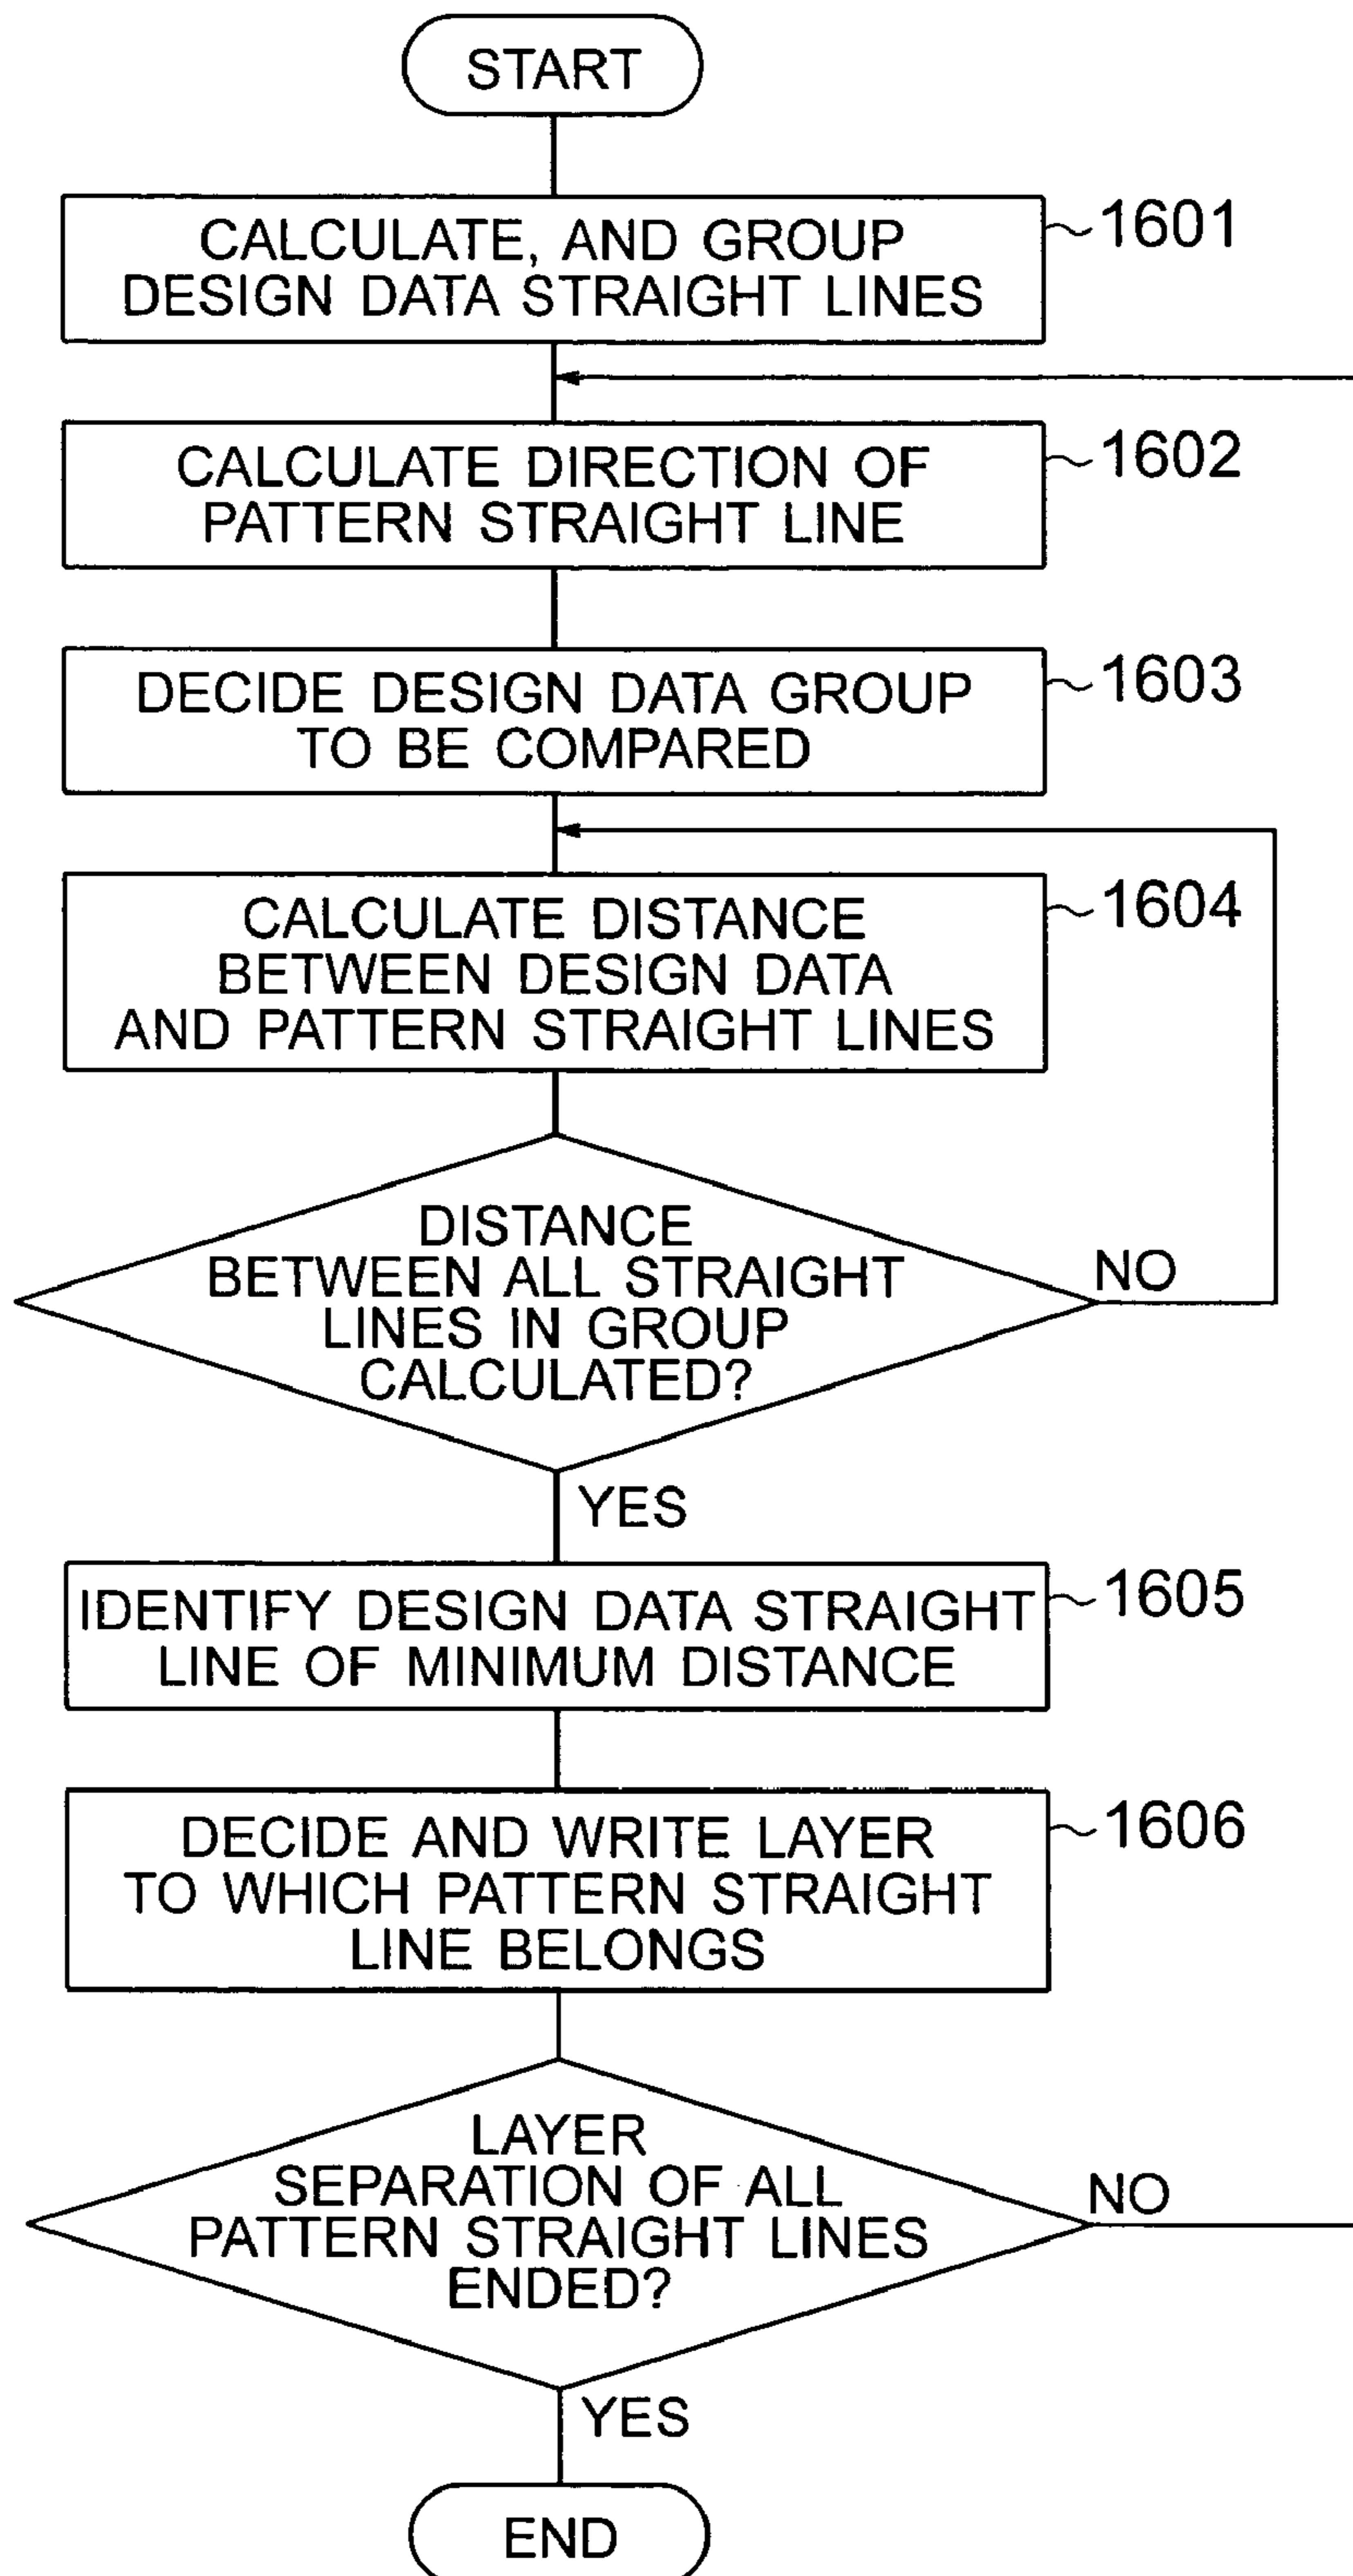 START
CALCULATE, AND GROUP
DESIGN DATA STRAIGHT LINES
1601
CALCULATE DIRECTION OF
PATTERN STRAIGHT LINE
1602
DECIDE DESIGN DATA GROUP
TO BE COMPARED
1603
CALCULATE DISTANCE
BETWEEN DESIGN DATA
AND PATTERN STRAIGHT LINES
1604
DISTANCE
BETWEEN ALL STRAIGHT
LINES IN GROUP
CALCULATED?
NO
YES
IDENTIFY DESIGN DATA STRAIGHT
LINE OF MINIMUM DISTANCE
1605
DECIDE AND WRITE LAYER
TO WHICH PATTERN STRAIGHT
LINE BELONGS
1606
LAYER
SEPARATION OF ALL
PATTERN STRAIGHT LINES
ENDED?
NO
YES
END